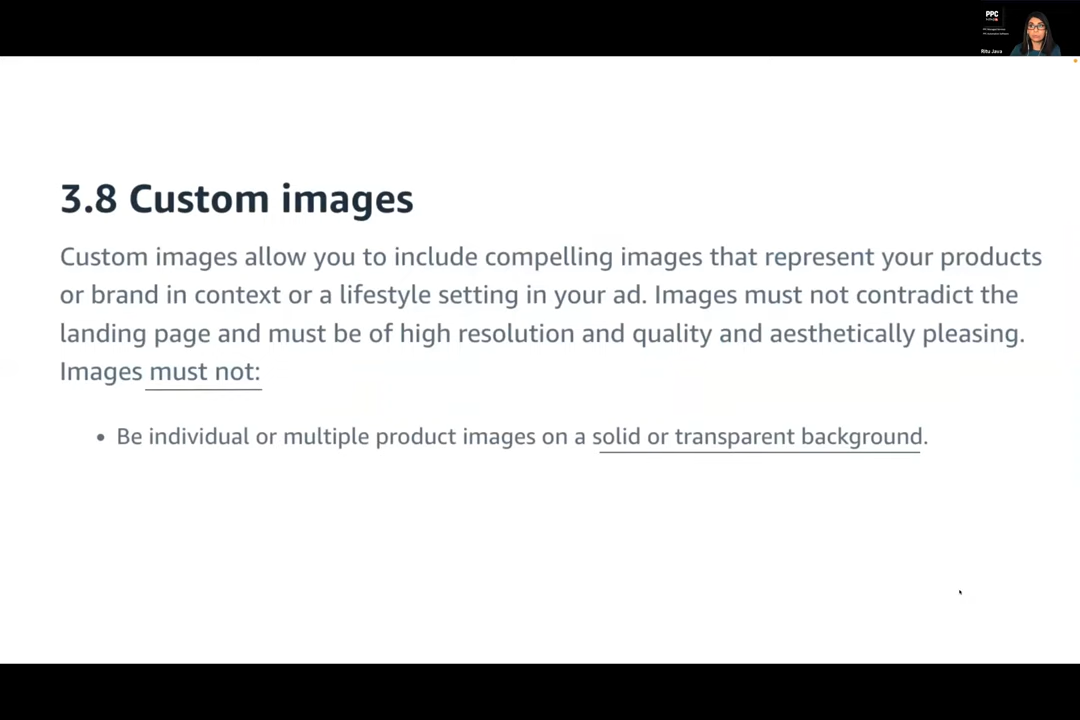 PPC
Ritu Java
3.8 Custom images
Custom images allow you to include compelling images that represent your products
or brand in context or a lifestyle setting in your ad. Images must not contradict the
landing page and must be of high resolution and quality and aesthetically pleasing.
Images must not:
• Be individual or multiple product images on a solid or transparent background.